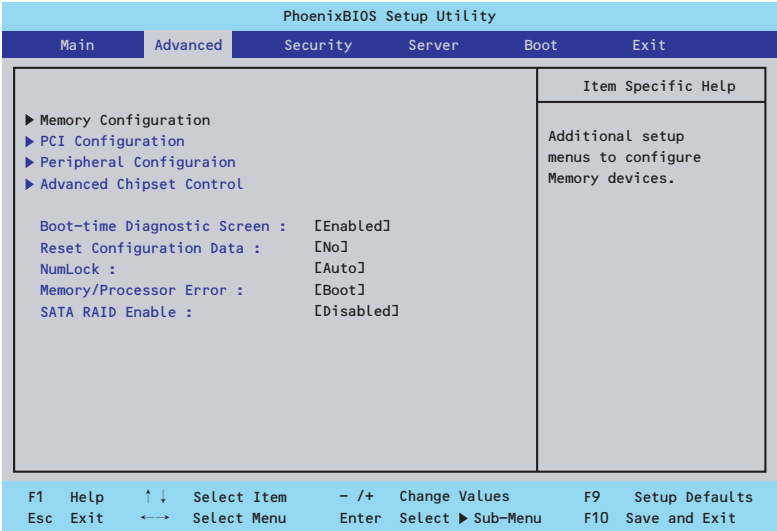 PhoenixBIOS Setup Utility
Main Advanced Security Server Boot Exit
Item Specific Help
▶ Memory Configuration
▶ PCI Configuration
▶ Peripheral Configuraion
▶ Advanced Chipset Control
Additional setup
menus to configure
Memory devices.
Boot-time Diagnostic Screen : [Enabled]
Reset Configuration Data : [No]
NumLock : [Auto]
Memory/Processor Error : [Boot]
SATA RAID Enable : [Disabled]
F1 Help ↑ ↓ Select Item - /+ Change Values F9 Setup Defaults
Esc Exit ←→ Select Menu Enter Select ▶ Sub-Menu F10 Save and Exit